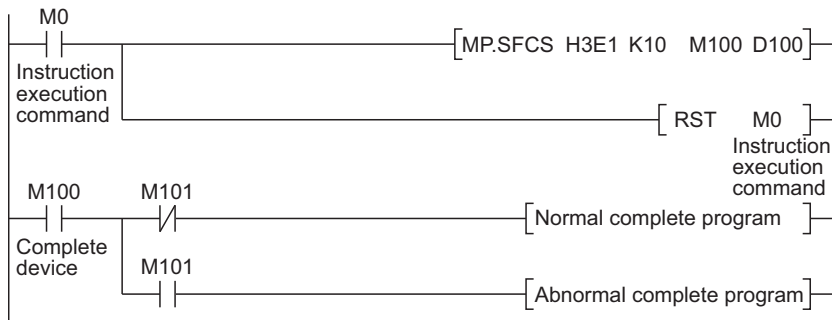 M0
MP.SFCS H3E1 K10 M100 D100
Instruction
execution
command
RST M0
Instruction
execution
command
M100 M101
Normal complete program
Complete
device
M101
Abnormal complete program